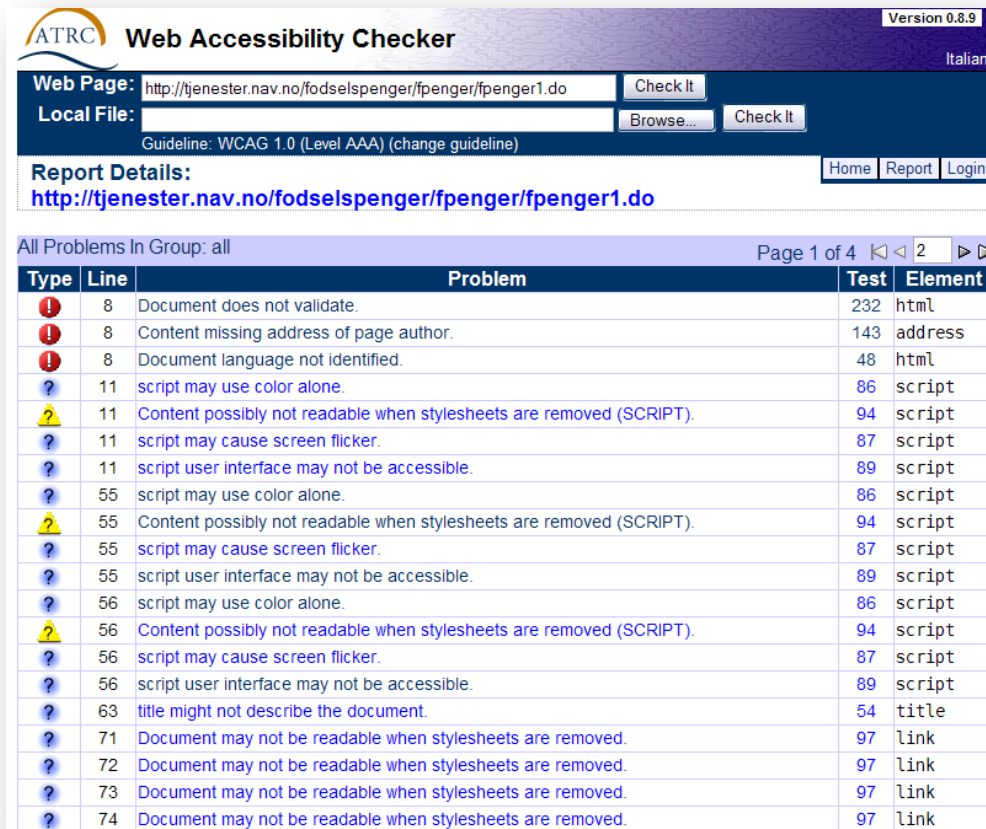 Version 0.8.9
ATRC Web Accessibility Checker
Italian
Web Page: http://tjenester.nav.no/fodselspenger/fpenger/fpenger1.do Check It
Local File: Browse... Check It
Guideline: WCAG 1.0 (Level AAA) (change guideline)
Home Report Login
Report Details:
http://tjenester.nav.no/fodselspenger/fpenger/fpenger1.do
All Problems In Group: all Page 1 of 4 2
Type Line Problem Test Element
8 Document does not validate. 232 html
8 Content missing address of page author. 143 address
8 Document language not identified. 48 html
? 11 script may use color alone. 86 script
? 11 Content possibly not readable when stylesheets are removed (SCRIPT). 94 script
? 11 script may cause screen flicker. 87 script
? 11 script user interface may not be accessible. 89 script
? 55 script may use color alone. 86 script
? 55 Content possibly not readable when stylesheets are removed (SCRIPT). 94 script
? 55 script may cause screen flicker. 87 script
? 55 script user interface may not be accessible. 89 script
? 56 script may use color alone. 86 script
? 56 Content possibly not readable when stylesheets are removed (SCRIPT). 94 script
? 56 script may cause screen flicker. 87 script
? 56 script user interface may not be accessible. 89 script
? 63 title might not describe the document. 54 title
? 71 Document may not be readable when stylesheets are removed. 97 link
? 72 Document may not be readable when stylesheets are removed. 97 link
? 73 Document may not be readable when stylesheets are removed. 97 link
? 74 Document may not be readable when stylesheets are removed. 97 link